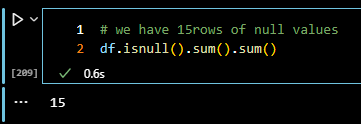 1 # we have 15rows of null values
2 df.isnull().sum().sum()
[209] ✓ 0.6s
... 15